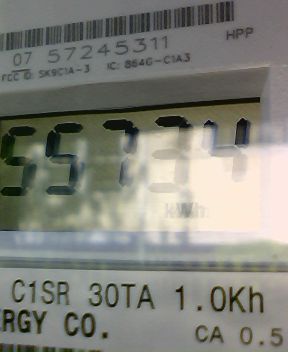 07 57245311
HPP
FCC ID: SK9C1A-3 IC: 864G-C1A3
55734
kWh
C1SR 30TA 1.0Kh
RGY CO.
CA 0.5